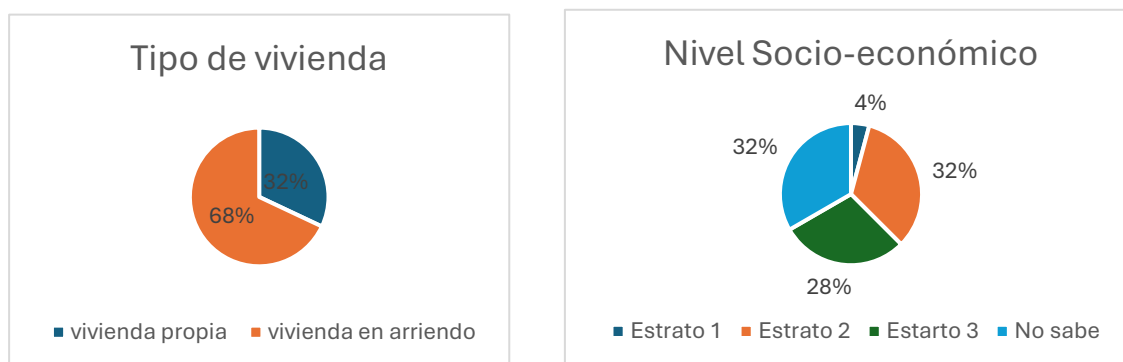 Tipo de vivienda
32%
68%
vivienda propia vivienda en arriendo
Nivel Socio-económico
4%
32%
32%
28%
Estrato 1 Estrato 2 Estarto 3 No sabe